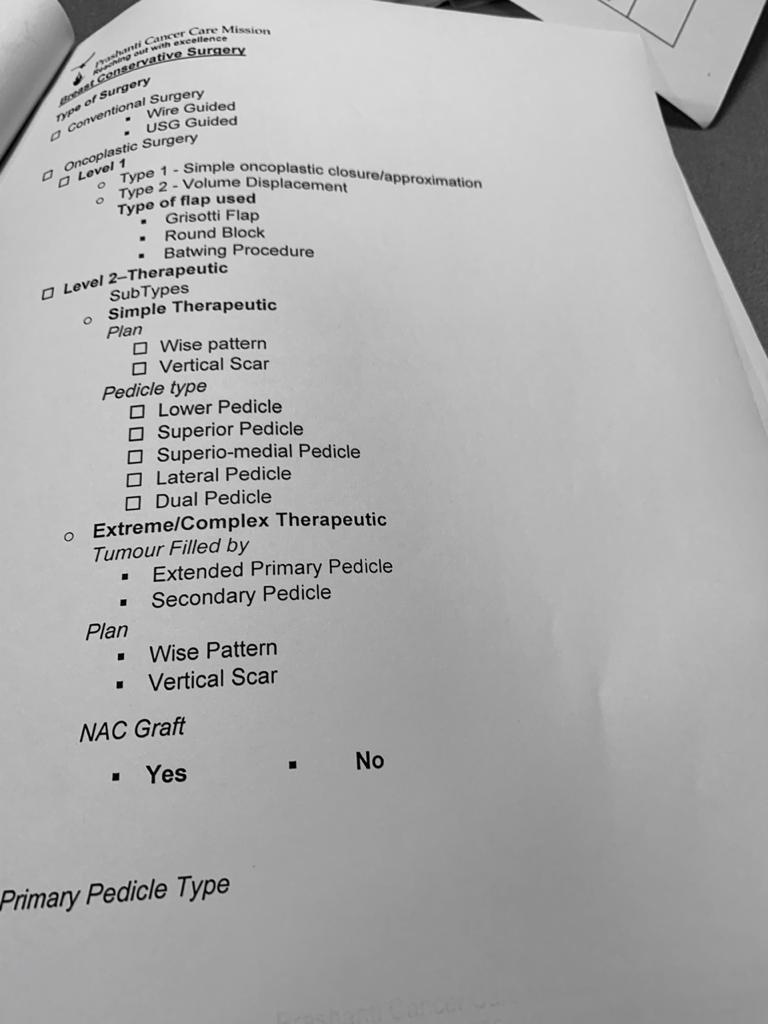 Prashanti Cancer Care Mission
Reaching out with excellence
Breast Conservative Surgery
Type of Surgery
Conventional Surgery
Wire Guided
USG Guided
Oncoplastic Surgery
Level 1
Type 1 - Simple oncoplastic closure/approximation
Type 2 - Volume Displacement
Type of flap used
Grisotti Flap
Round Block
Batwing Procedure
Level 2–Therapeutic
SubTypes
Simple Therapeutic
Plan
Wise pattern
Vertical Scar
Pedicle type
Lower Pedicle
Superior Pedicle
Superio-medial Pedicle
Lateral Pedicle
Dual Pedicle
Extreme/Complex Therapeutic
Tumour Filled by
Extended Primary Pedicle
Secondary Pedicle
Plan
Wise Pattern
Vertical Scar
NAC Graft
Yes No
Primary Pedicle Type
Prashanti Cancer